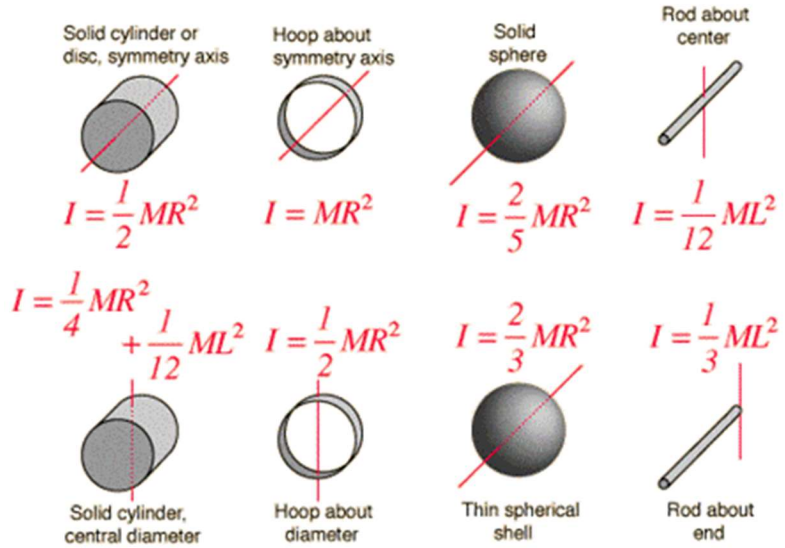 Solid cylinder or
disc, symmetry axis
I = 1/2 MR²
Hoop about
symmetry axis
I = MR²
Solid
sphere
I = 2/5 MR²
Rod about
center
I = 1/12 ML²
I = 1/4 MR²
+ 1/12 ML²
Solid cylinder,
central diameter
I = 1/2 MR²
Hoop about
diameter
I = 2/3 MR²
Thin spherical
shell
I = 1/3 ML²
Rod about
end